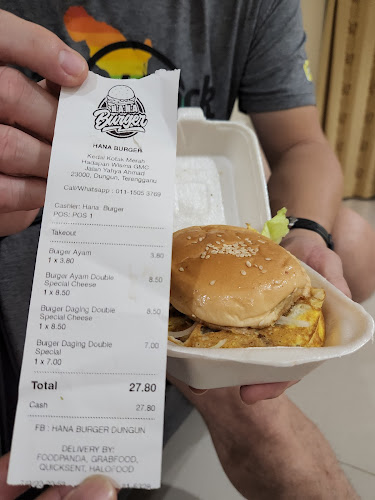 HANA
Burger
HANA BURGER
Kedai Kotak Merah
Hadapan Wisma GMC
Jalan Yahya Ahmad
23000, Dungun, Terengganu
Call/Whatsapp : 011-1505 3769
Cashier: Hana Burger
POS: POS 1
Takeout
Burger Ayam 3.80
1 x 3.80
Burger Ayam Double 8.50
Special Cheese
1 x 8.50
Burger Daging Double 8.50
Special Cheese
1 x 8.50
Burger Daging Double 7.00
Special
1 x 7.00
Total 27.80
Cash 27.80
FB : HANA BURGER DUNGUN
DELIVERY BY:
FOODPANDA, GRABFOOD,
QUICKSENT, HALOFOOD